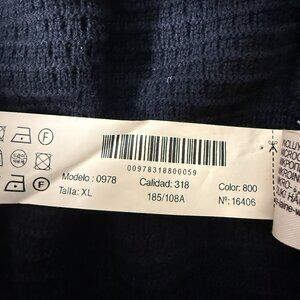 00978318800059
Modelo : 0978
Calidad: 318
Color: 800
Talla: XL
185/108A
Nº: 16406
F
F
F